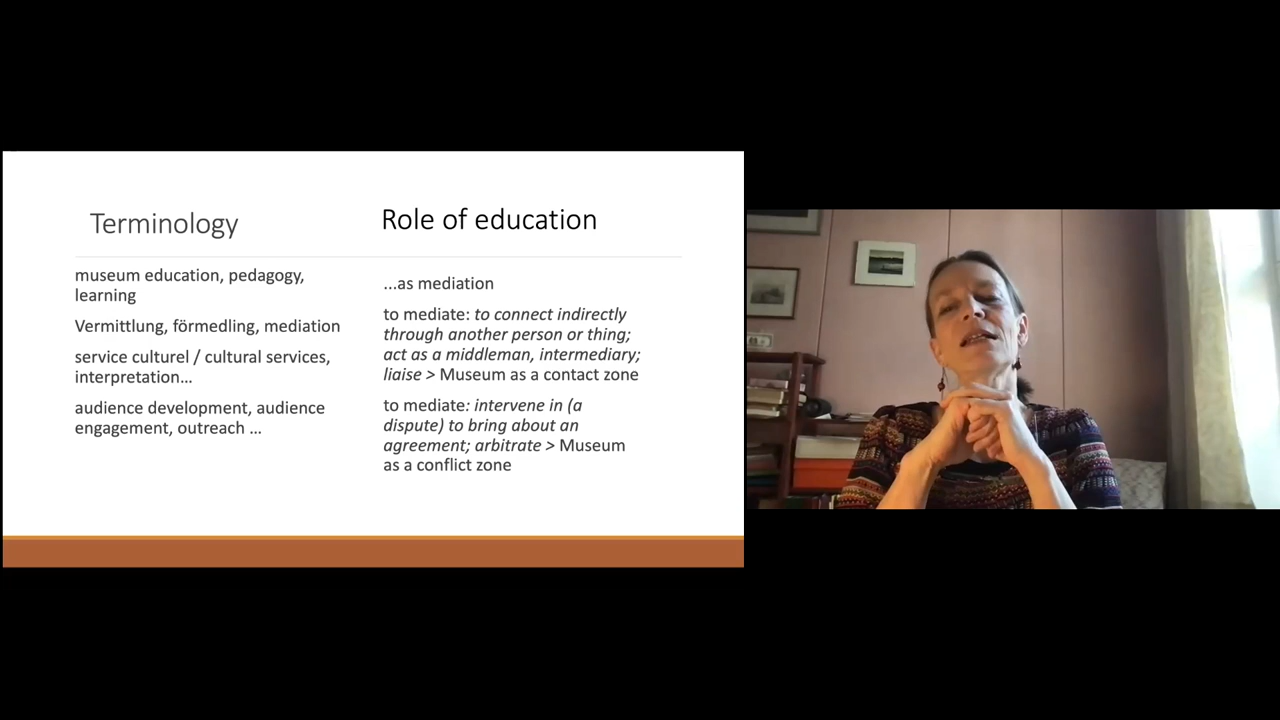 Terminology
museum education, pedagogy,
learning
Vermittlung, förmedling, mediation
service culturel / cultural services,
interpretation…
audience development, audience
engagement, outreach …
Role of education
...as mediation
to mediate: to connect indirectly
through another person or thing;
act as a middleman, intermediary;
liaise > Museum as a contact zone
to mediate: intervene in (a
dispute) to bring about an
agreement; arbitrate > Museum
as a conflict zone